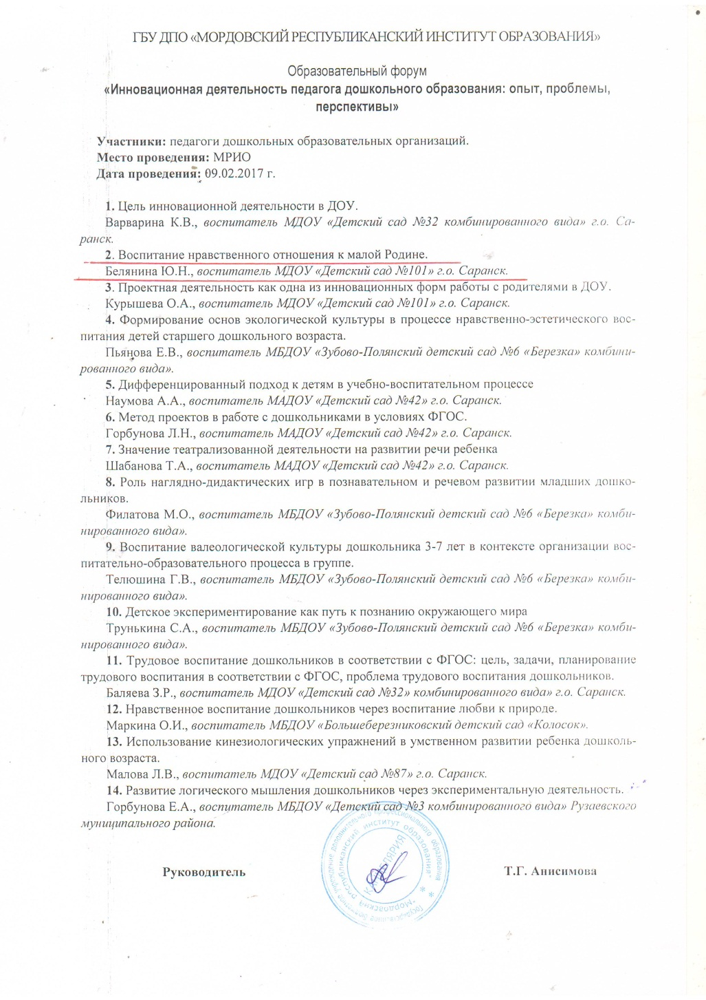 ГБУ ДПО «МОРДОВСКИЙ РЕСПУБЛИКАНСКИЙ ИНСТИТУТ ОБРАЗОВАНИЯ»
Образовательный форум
«Инновационная деятельность педагога дошкольного образования: опыт, проблемы,
перспективы»
Участники: педагоги дошкольных образовательных организаций.
Место проведения: МРИО
Дата проведения: 09.02.2017 г.
1. Цель инновационной деятельности в ДОУ.
Варварина К.В., воспитатель МДОУ «Детский сад №32 комбинированного вида» г.о. Са-
ранск.
2. Воспитание нравственного отношения к малой Родине.
Белянина Ю.Н., воспитатель МДОУ «Детский сад №101» г.о. Саранск.
3. Проектная деятельность как одна из инновационных форм работы с родителями в ДОУ.
Курышева О.А., воспитатель МДОУ «Детский сад №101» г.о. Саранск.
4. Формирование основ экологической культуры в процессе нравственно-эстетического вос-
питания детей старшего дошкольного возраста.
Пьянова Е.В., воспитатель МБДОУ «Зубово-Полянский детский сад №6 «Березка» комбини-
рованного вида».
5. Дифференцированный подход к детям в учебно-воспитательном процессе
Наумова А.А., воспитатель МАДОУ «Детский сад №42» г.о. Саранск.
6. Метод проектов в работе с дошкольниками в условиях ФГОС.
Горбунова Л.Н., воспитатель МАДОУ «Детский сад №42» г.о. Саранск.
7. Значение театрализованной деятельности на развитии речи ребенка
Шабанова Т.А., воспитатель МАДОУ «Детский сад №42» г.о. Саранск.
8. Роль наглядно-дидактических игр в познавательном и речевом развитии младших дошко-
льников.
Филатова М.О., воспитатель МБДОУ «Зубово-Полянский детский сад №6 «Березка» комби-
нированного вида».
9. Воспитание валеологической культуры дошкольника 3-7 лет в контексте организации вос-
питательно-образовательного процесса в группе.
Телюшина Г.В., воспитатель МБДОУ «Зубово-Полянский детский сад №6 «Березка» комби-
нированного вида».
10. Детское экспериментирование как путь к познанию окружающего мира
Трунькина С.А., воспитатель МБДОУ «Зубово-Полянский детский сад №6 «Березка» комби-
нированного вида».
11. Трудовое воспитание дошкольников в соответствии с ФГОС: цель, задачи, планирование
трудового воспитания в соответствии с ФГОС, проблема трудового воспитания дошкольников.
Баляева З.Р., воспитатель МДОУ «Детский сад №32» комбинированного вида» г.о. Саранск.
12. Нравственное воспитание дошкольников через воспитание любви к природе.
Маркина О.И., воспитатель МБДОУ «Большеберезниковский детский сад «Колосок».
13. Использование кинезиологических упражнений в умственном развитии ребенка дошколь-
ного возраста.
Малова Л.В., воспитатель МДОУ «Детский сад №87» г.о. Саранск.
14. Развитие логического мышления дошкольников через экспериментальную деятельность.
Горбунова Е.А., воспитатель МБДОУ «Детский сад №3 комбинированного вида» Рузаевского
муниципального района.
Руководитель Т.Г. Анисимова
Государственное бюджетное учреждение дополнительного профессионального образования
"Мордовский республиканский институт образования"
КАНЦЕЛЯРИЯ